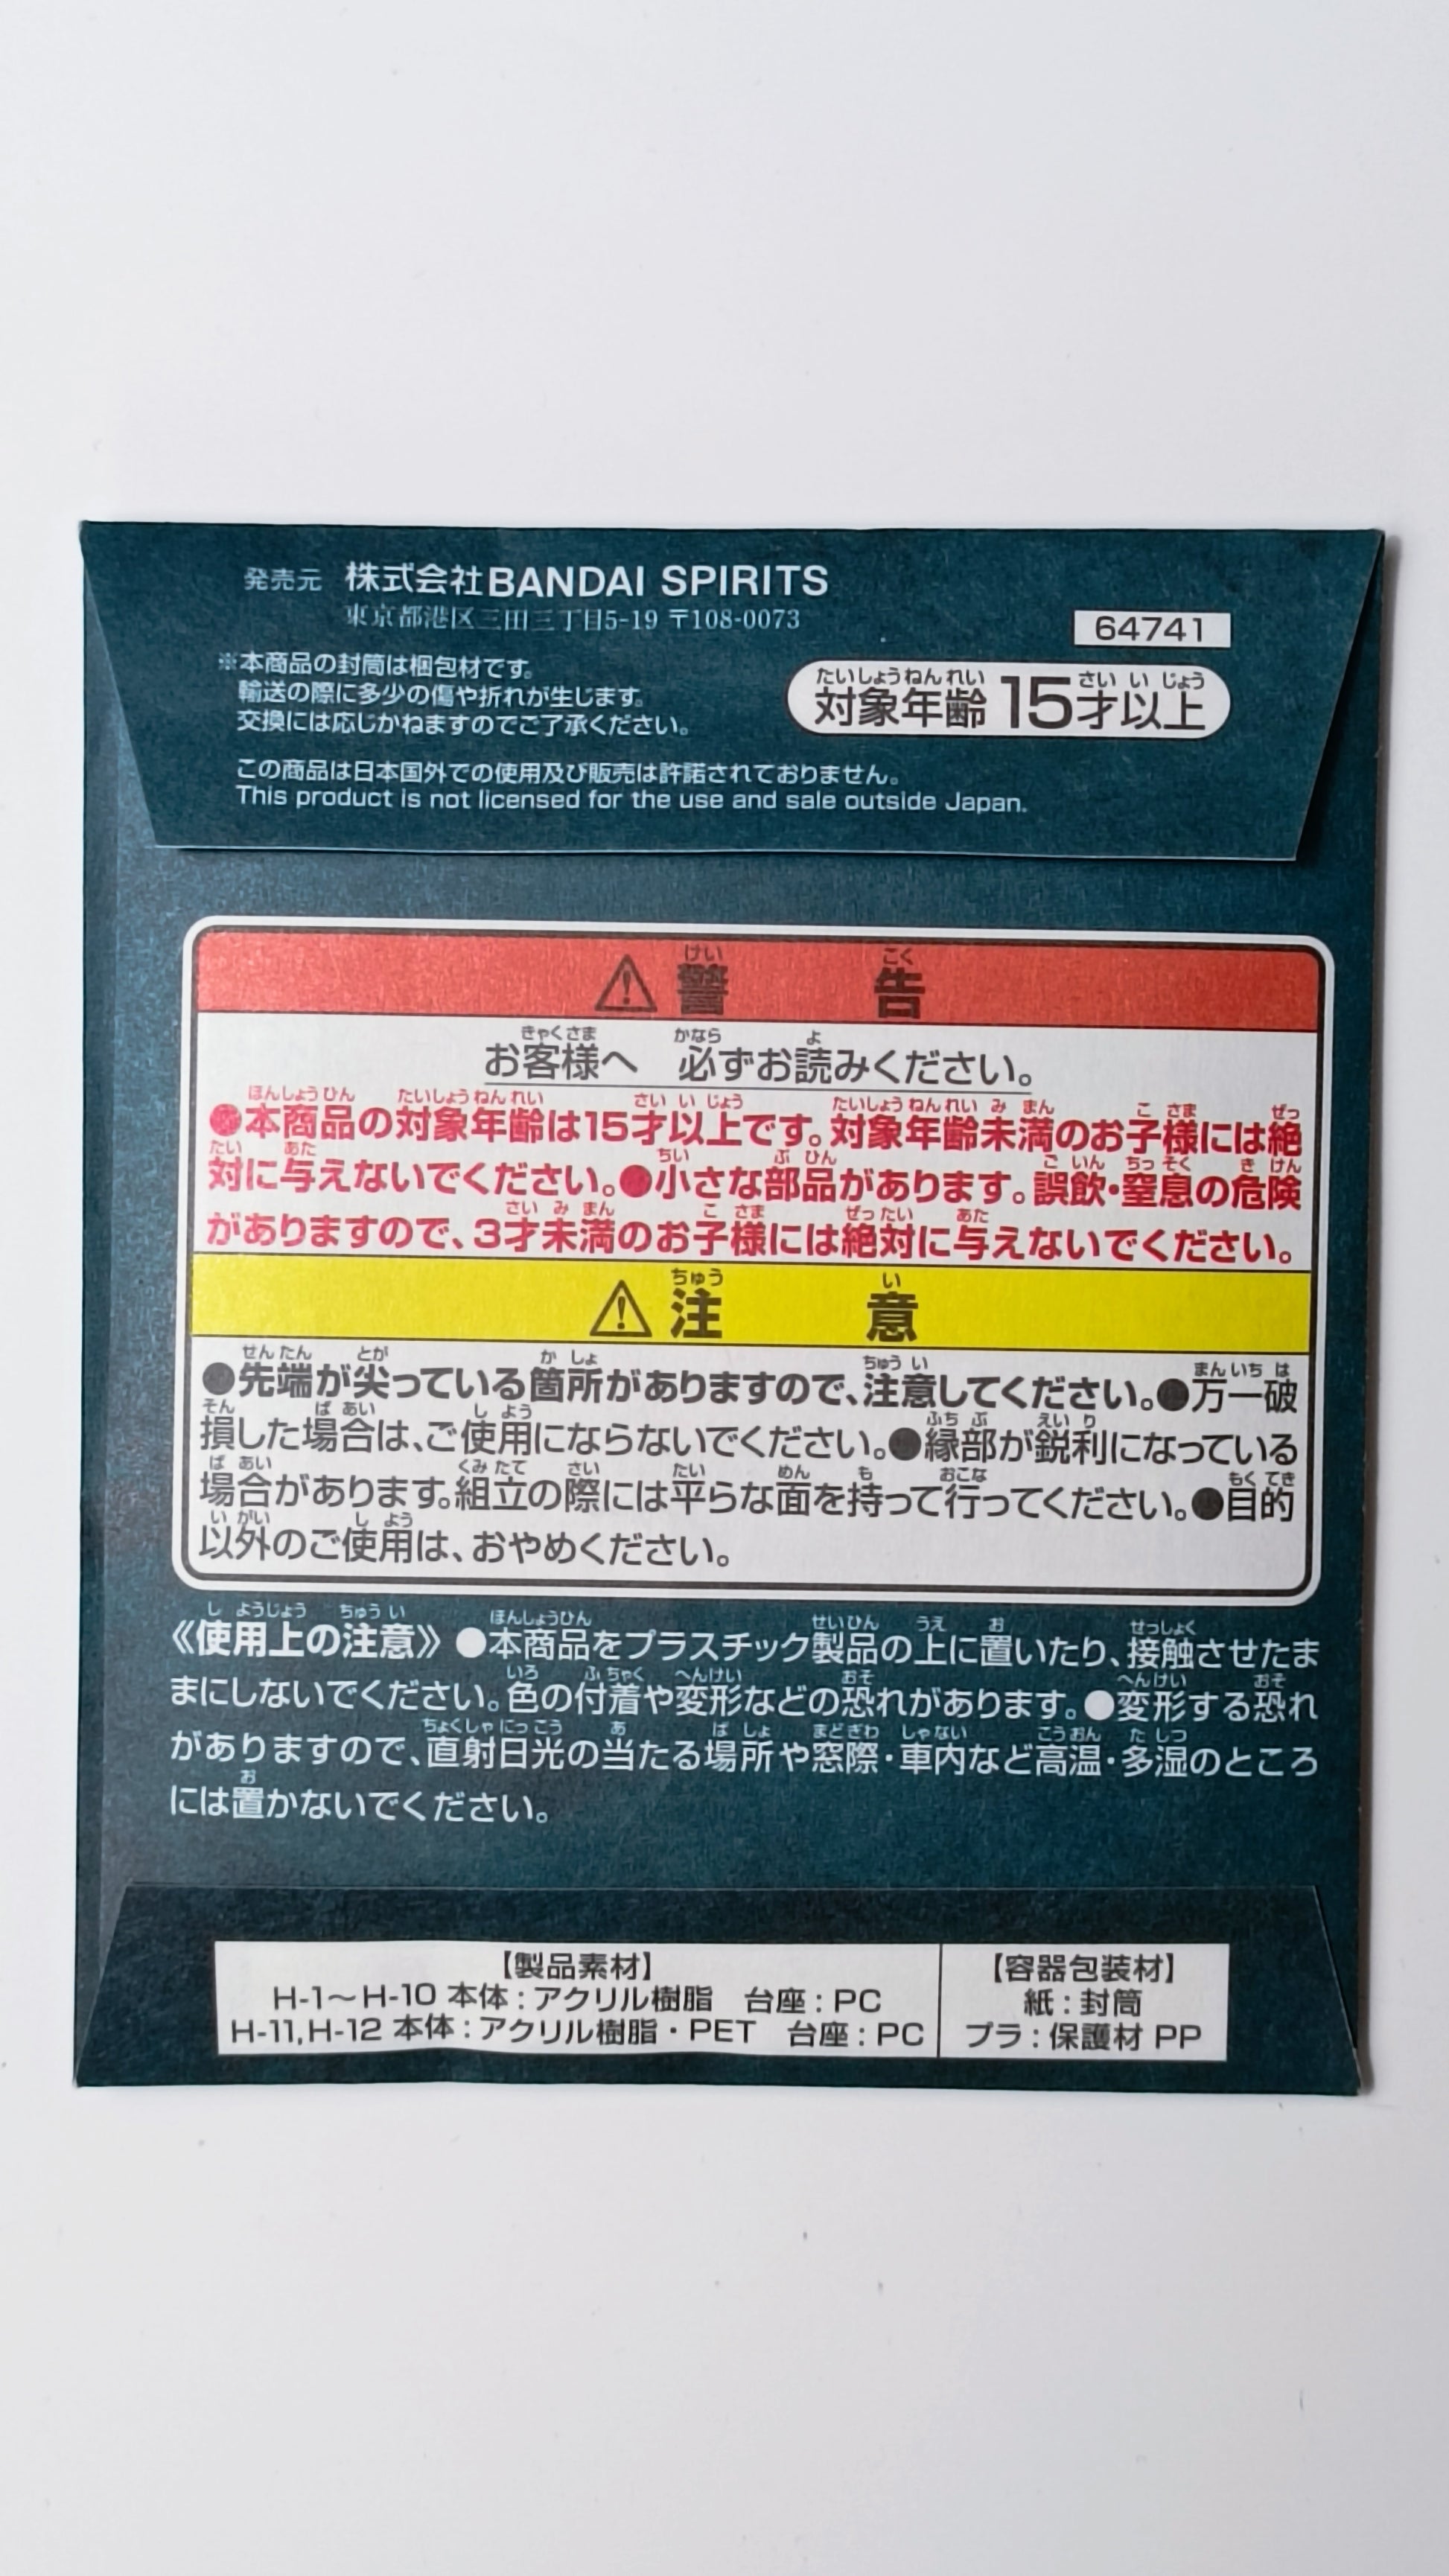 発売元 株式会社BANDAI SPIRITS
東京都港区三田三丁目5-19 〒108-0073
64741
※本商品の封筒は梱包材です。
輸送の際に多少の傷や折れが生じます。
交換には応じかねますのでご了承ください。
たいしょうねんれい さいいじょう
対象年齢 15才以上
この商品は日本国外での使用及び販売は許諾されておりません。
This product is not licensed for the use and sale outside Japan.
けい こく
⚠警 告
きゃくさま かなら よ
お客様へ 必ずお読みください。
ほんしょうひん たいしょうねんれい さいいじょう たいしょうねんれいみまん こさま ぜっ
●本商品の対象年齢は15才以上です。対象年齢未満のお子様には絶
たい あた ちい ぶひん ごいん ちっそく きけん
対に与えないでください。●小さな部品があります。誤飲・窒息の危険
さいみまん こさま ぜったい あた
がありますので、3才未満のお子様には絶対に与えないでください。
ちゅう い
⚠注 意
せんたん とが かしょ ちゅうい まんいち は
●先端が尖っている箇所がありますので、注意してください。●万一破
そん ばあい しよう ふちぶ えいり
損した場合は、ご使用にならないでください。●縁部が鋭利になっている
ばあい くみたて さい たい めん も おこな もくてき
場合があります。組立の際には平らな面を持って行ってください。●目的
いがい しよう
以外のご使用は、おやめください。
しようじょう ちゅうい ほんしょうひん せいひん うえ お せっしょく
《使用上の注意》●本商品をプラスチック製品の上に置いたり、接触させたま
いろ ふちゃく へんけい おそ へんけい おそ
まにしないでください。色の付着や変形などの恐れがあります。●変形する恐れ
ちょくしゃにっこう あ ばしょ まどぎわ しゃない こうおん たしつ
がありますので、直射日光の当たる場所や窓際・車内など高温・多湿のところ
お
には置かないでください。
【製品素材】
H-1～H-10 本体：アクリル樹脂 台座：PC
H-11,H-12 本体：アクリル樹脂・PET 台座：PC
【容器包装材】
紙：封筒
プラ：保護材 PP